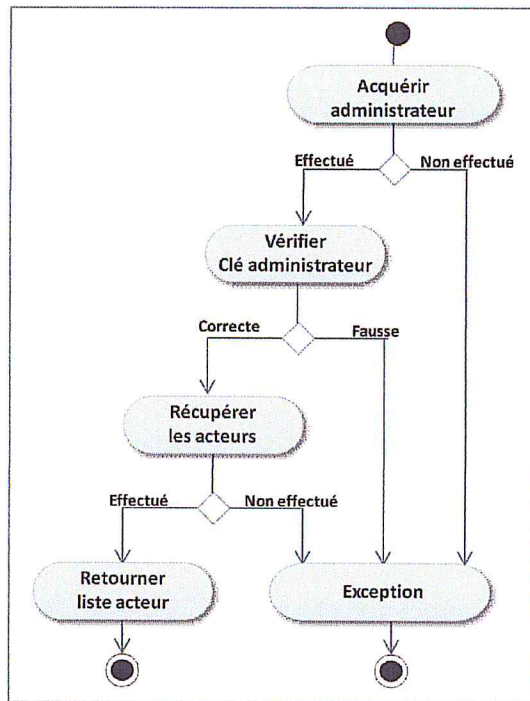 Acquérir
administrateur
Effectué
Non effectué
Vérifier
Clé administrateur
Correcte
Fausse
Récupérer
les acteurs
Effectué
Non effectué
Retourner
liste acteur
Exception